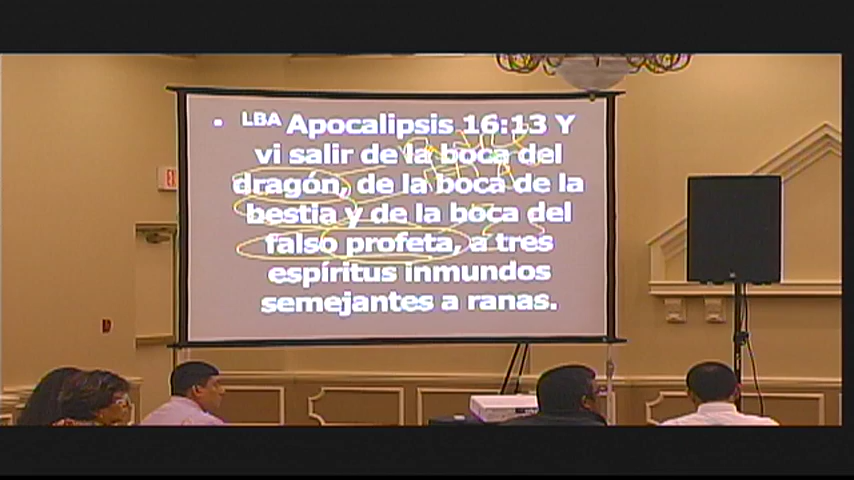 • LBA Apocalipsis 16:13 Y
vi salir de la boca del
dragón, de la boca de la
bestia y de la boca del
falso profeta, a tres
espíritus inmundos
semejantes a ranas.